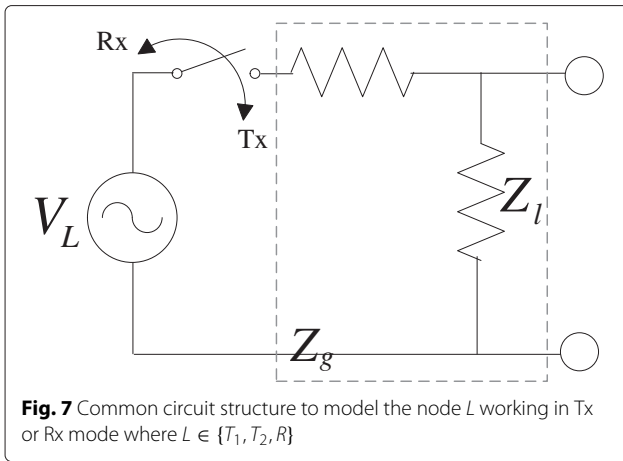 Rx
Tx
V_L
Z_l
Z_g
Fig. 7 Common circuit structure to model the node L working in Tx
or Rx mode where L ∈ {T₁, T₂, R}